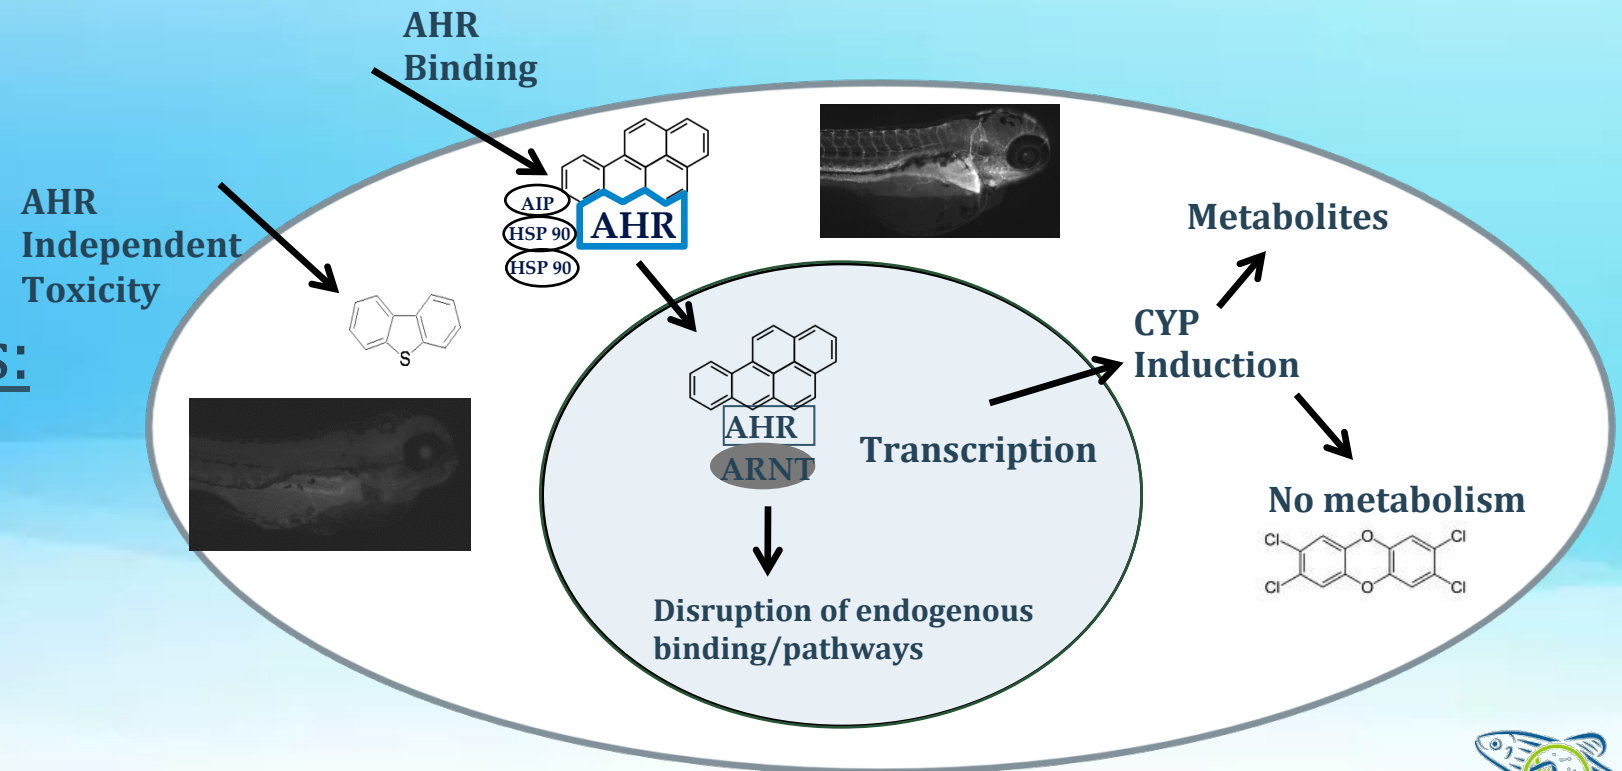 AHR
Binding
AHR
Independent
Toxicity
s:
AIP
HSP 90
HSP 90
AHR
S
AHR
ARNT
Transcription
Disruption of endogenous
binding/pathways
Metabolites
CYP
Induction
No metabolism
Cl
O
Cl
Cl
O
Cl